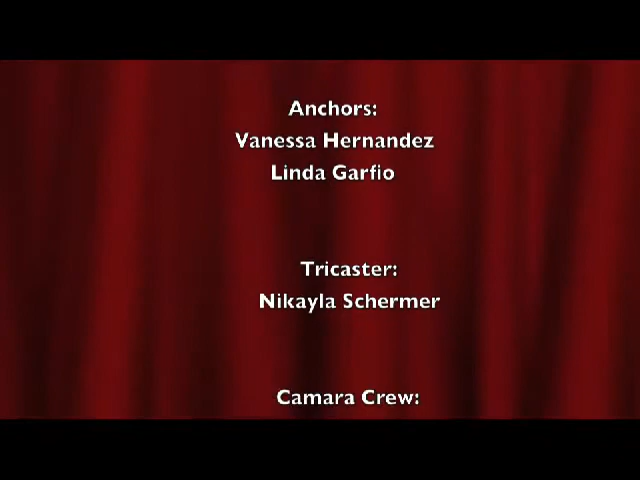 Anchors:
Vanessa Hernandez
Linda Garfio
Tricaster:
Nikayla Schermer
Camara Crew: